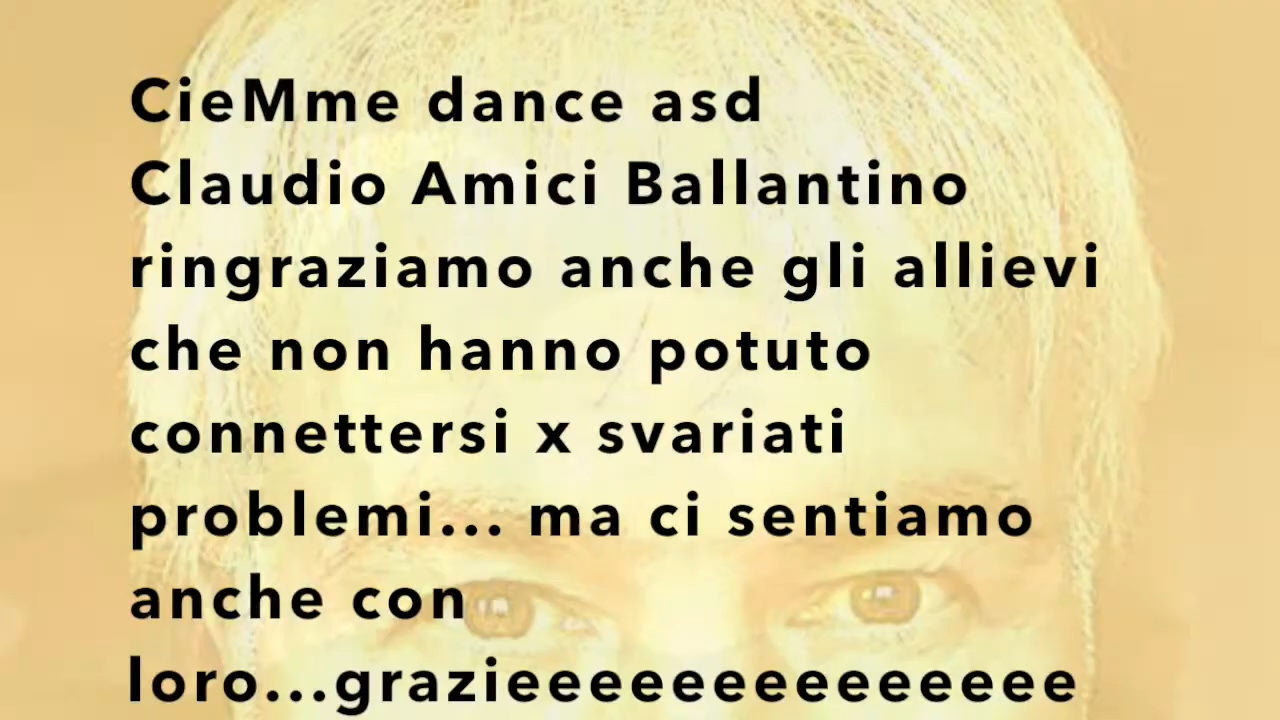 CieMme dance asd
Claudio Amici Ballantino
ringraziamo anche gli allievi
che non hanno potuto
connettersi x svariati
problemi... ma ci sentiamo
anche con
loro...grazieeeeeeeeeeeeeee